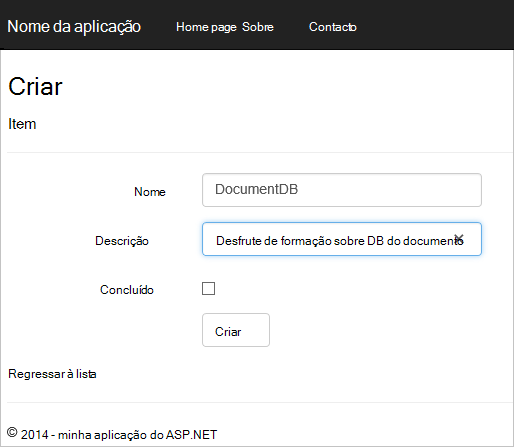 Nome da aplicação Home page Sobre Contacto
Criar
Item
Nome DocumentDB
Descrição Desfrute de formação sobre DB do documento
Concluído
Criar
Regressar à lista
© 2014 - minha aplicação do ASP.NET